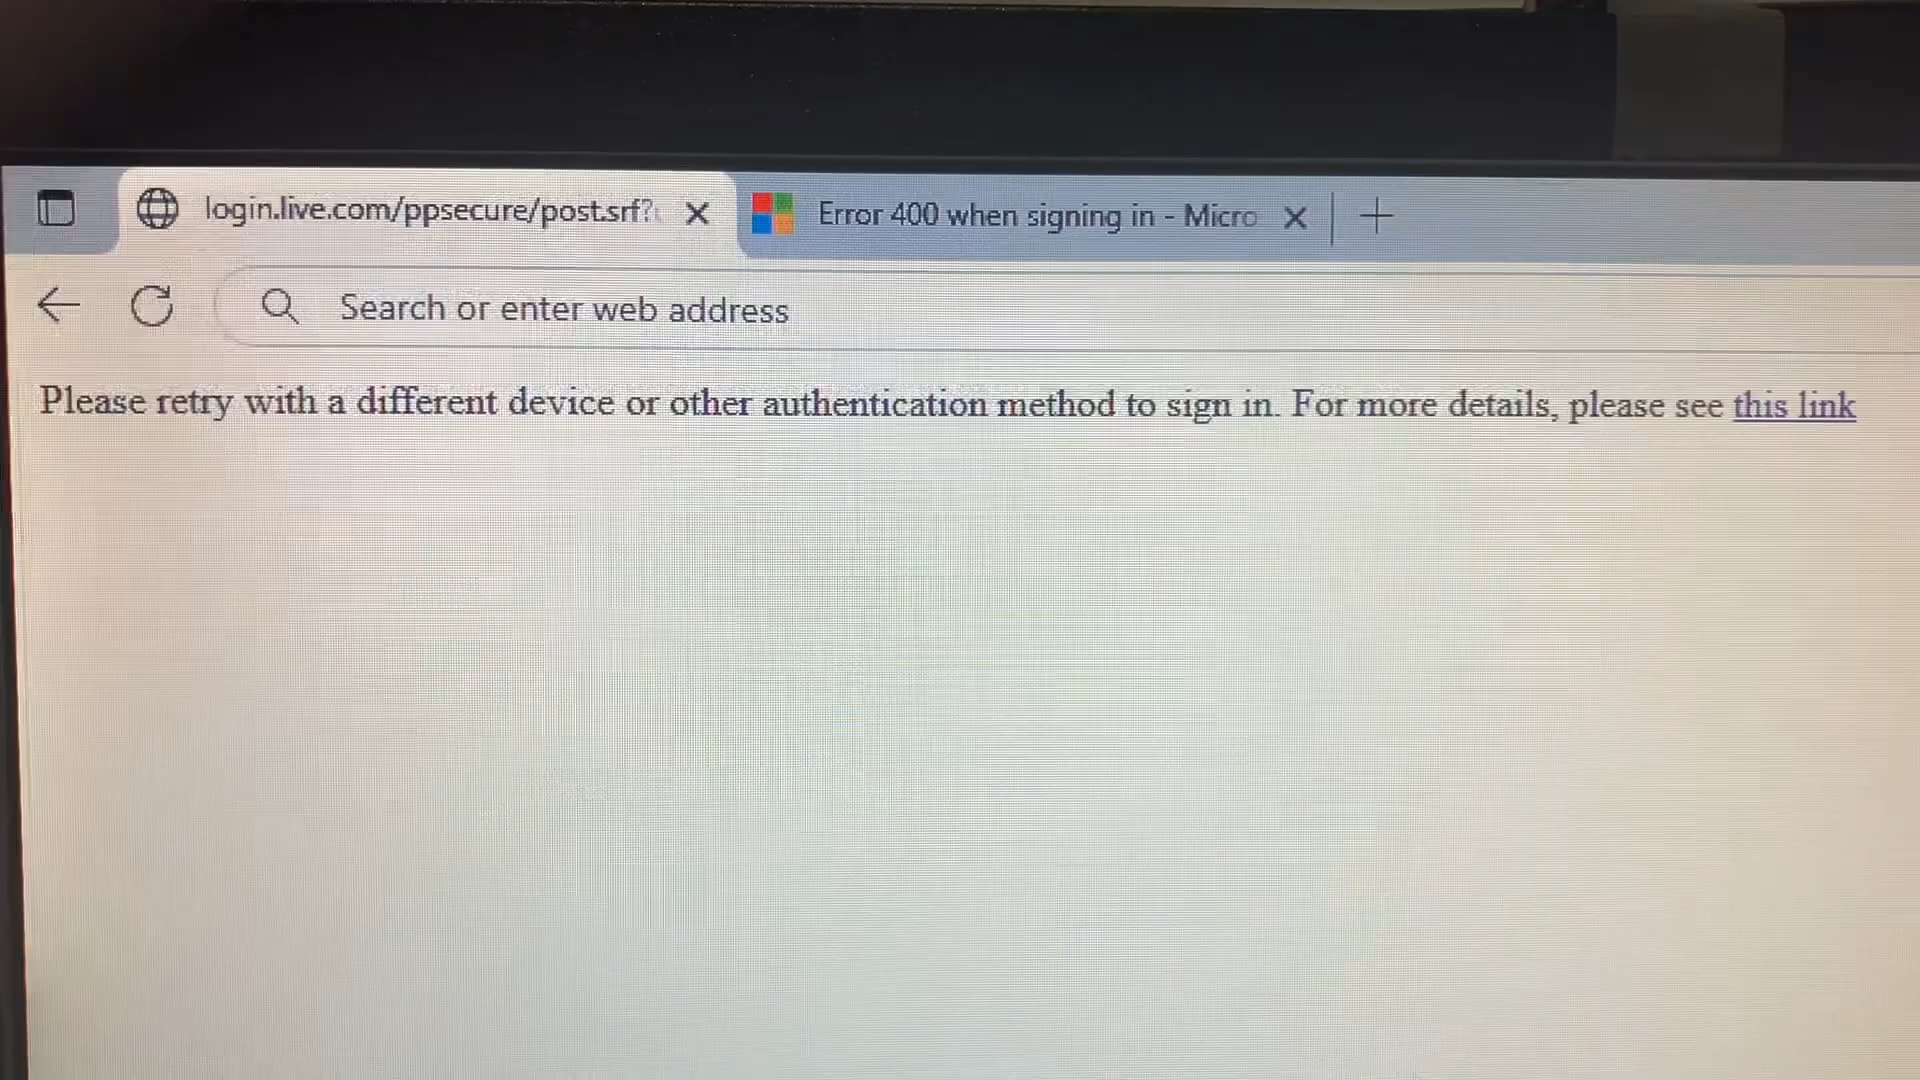 login.live.com/ppsecure/post.srf?
Error 400 when signing in - Micro
Search or enter web address
Please retry with a different device or other authentication method to sign in. For more details, please see this link